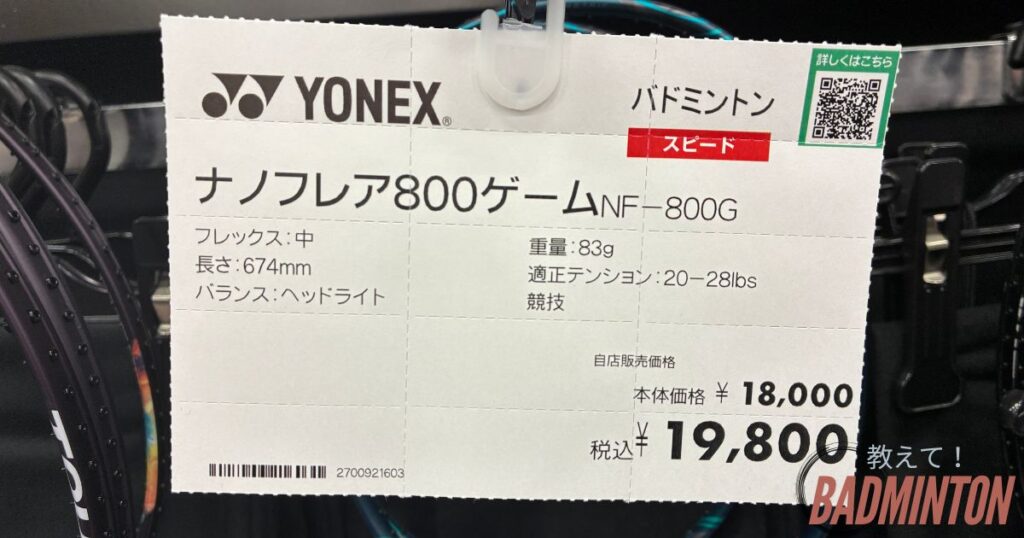 YONEX®
バドミントン
詳しくはこちら
スピード
ナノフレア800ゲームNF-800G
フレックス:中
重量:83g
長さ:674mm
適正テンション:20-28lbs
バランス:ヘッドライト
競技
自店販売価格
本体価格 ¥ 18,000
税込¥ 19,800
2700921603
教えて!
BADMINTON